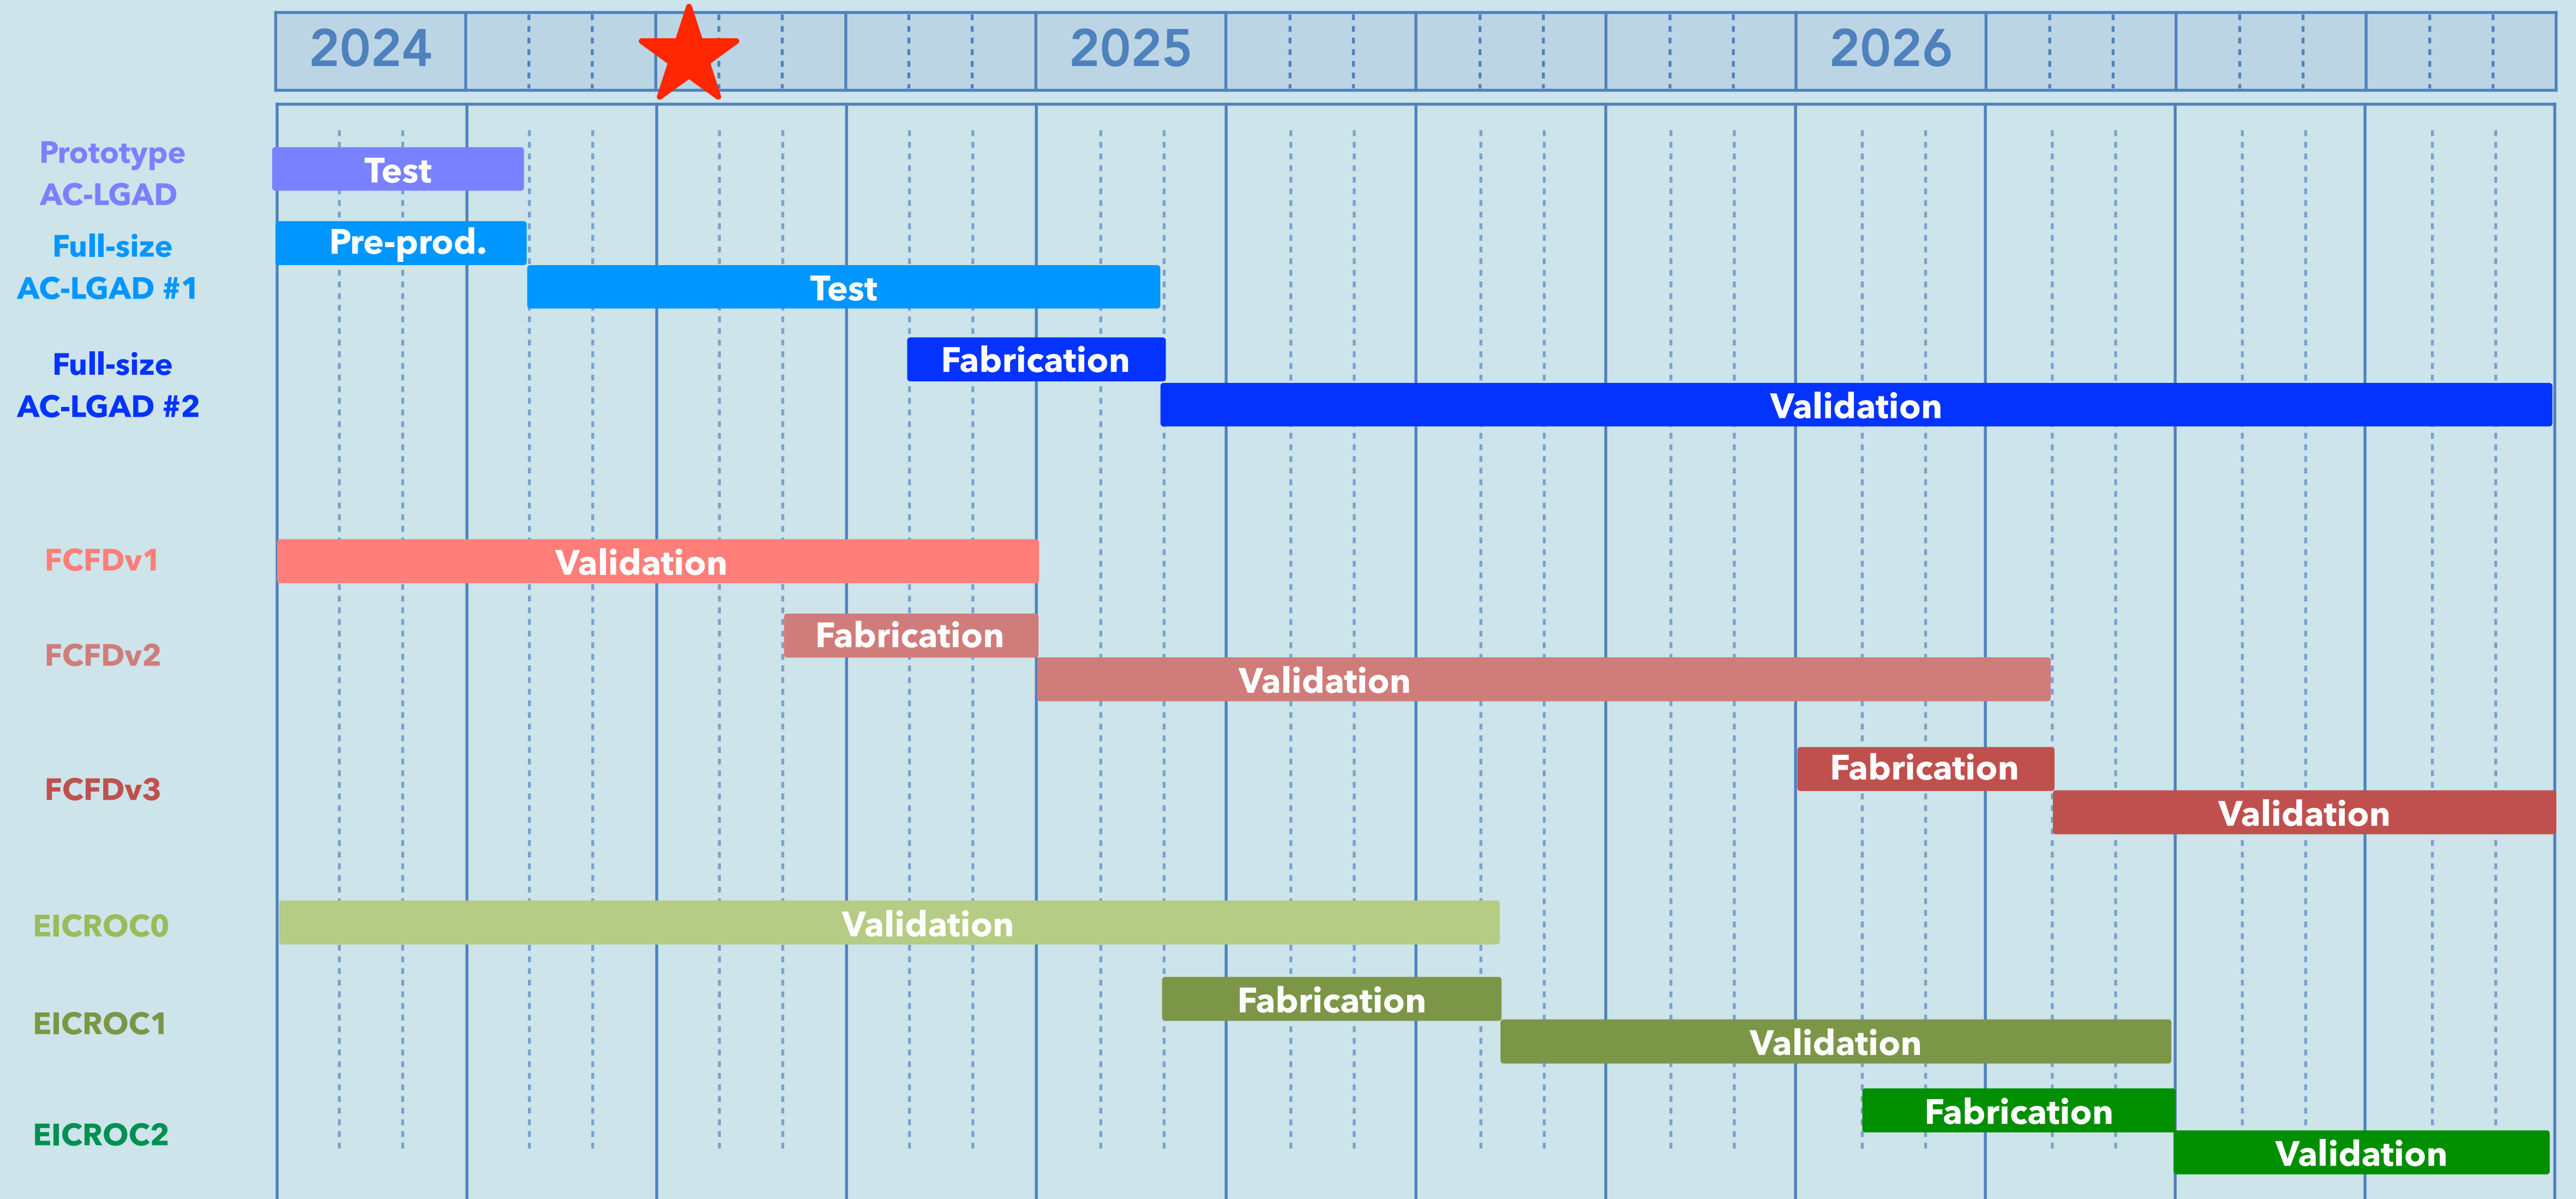 2024
2025
2026
Prototype
AC-LGAD
Test
Full-size
AC-LGAD #1
Pre-prod.
Test
Full-size
AC-LGAD #2
Fabrication
Validation
FCFDv1
Validation
FCFDv2
Fabrication
Validation
FCFDv3
Fabrication
Validation
EICROC0
Validation
EICROC1
Fabrication
Validation
EICROC2
Fabrication
Validation